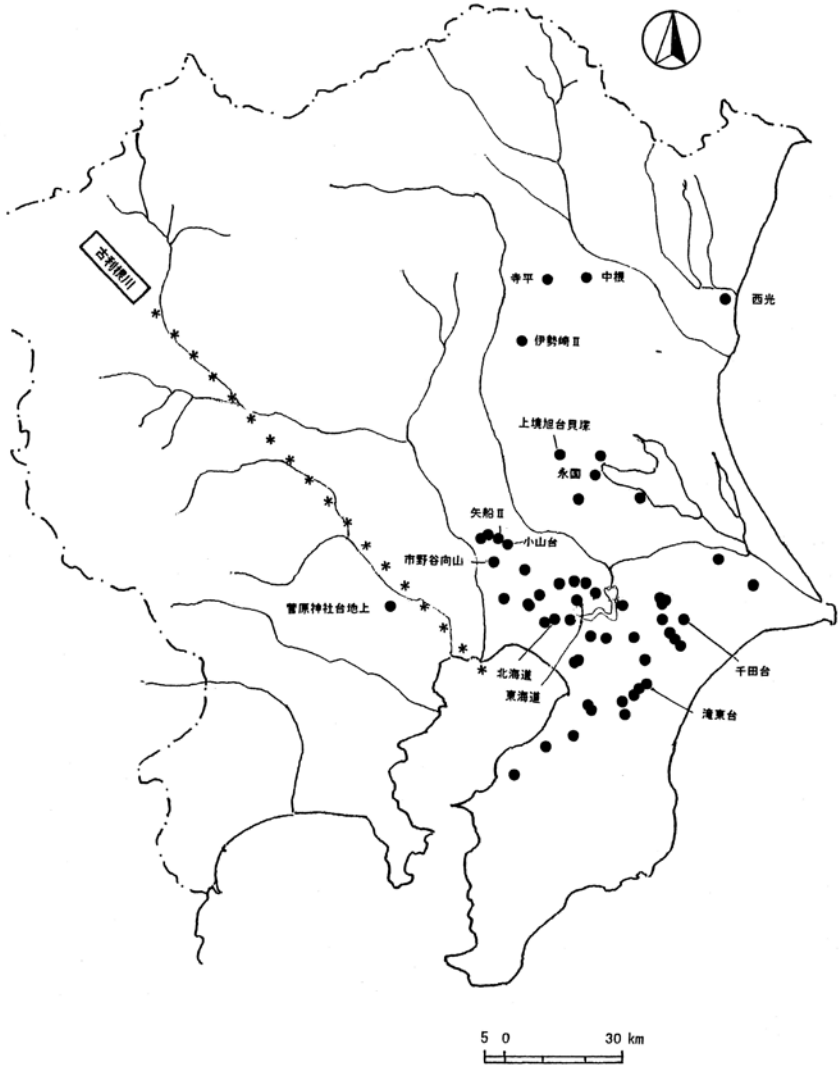 古利根川
寺平
中根
西光
伊勢崎Ⅱ
上境旭台貝塚
永国
矢船Ⅱ
小山台
市野谷向山
菅原神社台地上
北海道
東海道
千田台
滝東台
5 0 30 km